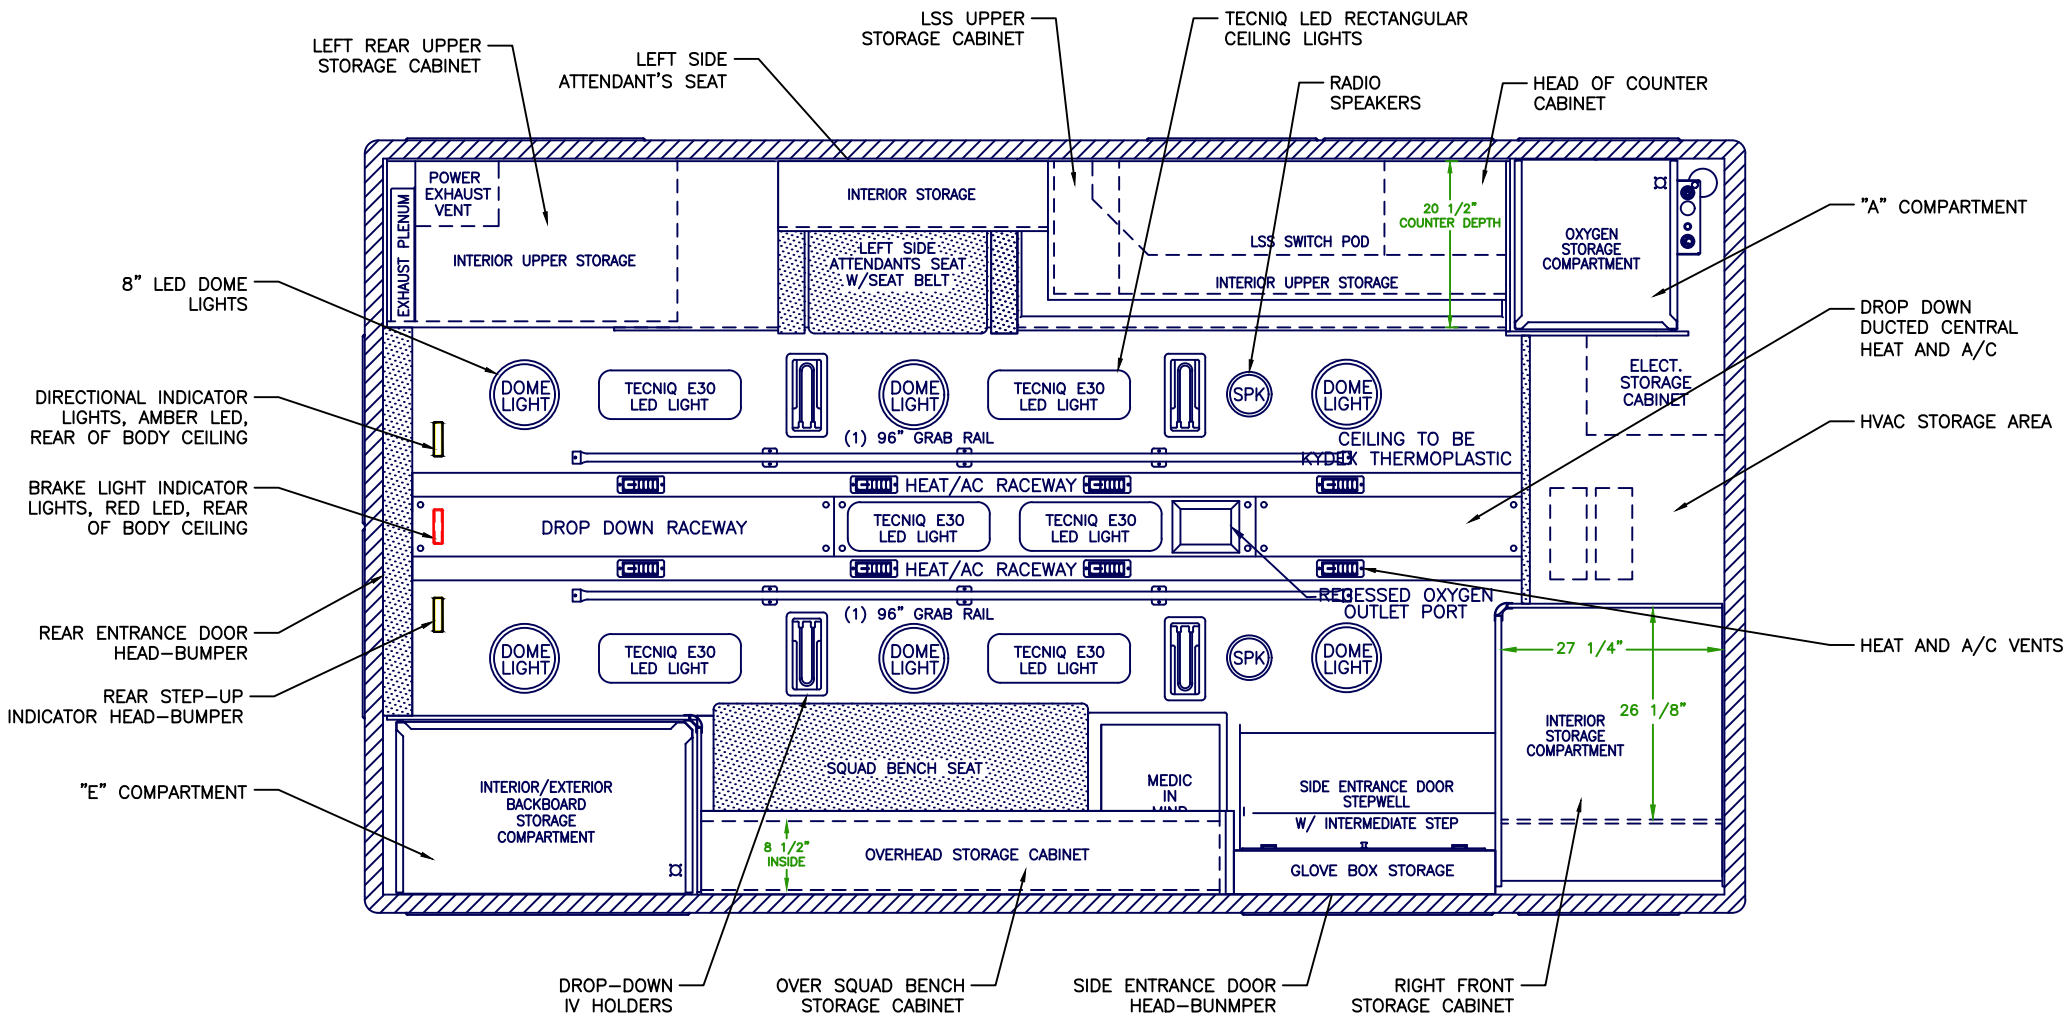 LSS UPPER
STORAGE CABINET
TECNIQ LED RECTANGULAR
CEILING LIGHTS
LEFT REAR UPPER
STORAGE CABINET
LEFT SIDE
ATTENDANT'S SEAT
RADIO
SPEAKERS
HEAD OF COUNTER
CABINET
POWER
EXHAUST
VENT
EXHAUST PLENUM
INTERIOR UPPER STORAGE
INTERIOR STORAGE
LEFT SIDE
ATTENDANTS SEAT
W/SEAT BELT
LSS SWITCH POD
INTERIOR UPPER STORAGE
20 1/2"
COUNTER DEPTH
OXYGEN
STORAGE
COMPARTMENT
"A" COMPARTMENT
8" LED DOME
LIGHTS
DROP DOWN
DUCTED CENTRAL
HEAT AND A/C
ELECT.
STORAGE
CABINET
DOME
LIGHT
TECNIQ E30
LED LIGHT
DOME
LIGHT
TECNIQ E30
LED LIGHT
SPK
DOME
LIGHT
DIRECTIONAL INDICATOR
LIGHTS, AMBER LED,
REAR OF BODY CEILING
(1) 96" GRAB RAIL
CEILING TO BE
KYDEX THERMOPLASTIC
HVAC STORAGE AREA
BRAKE LIGHT INDICATOR
LIGHTS, RED LED, REAR
OF BODY CEILING
HEAT/AC RACEWAY
DROP DOWN RACEWAY
TECNIQ E30
LED LIGHT
TECNIQ E30
LED LIGHT
HEAT/AC RACEWAY
(1) 96" GRAB RAIL
RECESSED OXYGEN
OUTLET PORT
REAR ENTRANCE DOOR
HEAD-BUMPER
HEAT AND A/C VENTS
DOME
LIGHT
TECNIQ E30
LED LIGHT
DOME
LIGHT
TECNIQ E30
LED LIGHT
SPK
DOME
LIGHT
27 1/4"
26 1/8"
REAR STEP-UP
INDICATOR HEAD-BUMPER
INTERIOR
STORAGE
COMPARTMENT
"E" COMPARTMENT
INTERIOR/EXTERIOR
BACKBOARD
STORAGE
COMPARTMENT
SQUAD BENCH SEAT
MEDIC
IN
MIND
SIDE ENTRANCE DOOR
STEPWELL
W/ INTERMEDIATE STEP
8 1/2"
INSIDE
OVERHEAD STORAGE CABINET
GLOVE BOX STORAGE
DROP-DOWN
IV HOLDERS
OVER SQUAD BENCH
STORAGE CABINET
SIDE ENTRANCE DOOR
HEAD-BUNMPER
RIGHT FRONT
STORAGE CABINET